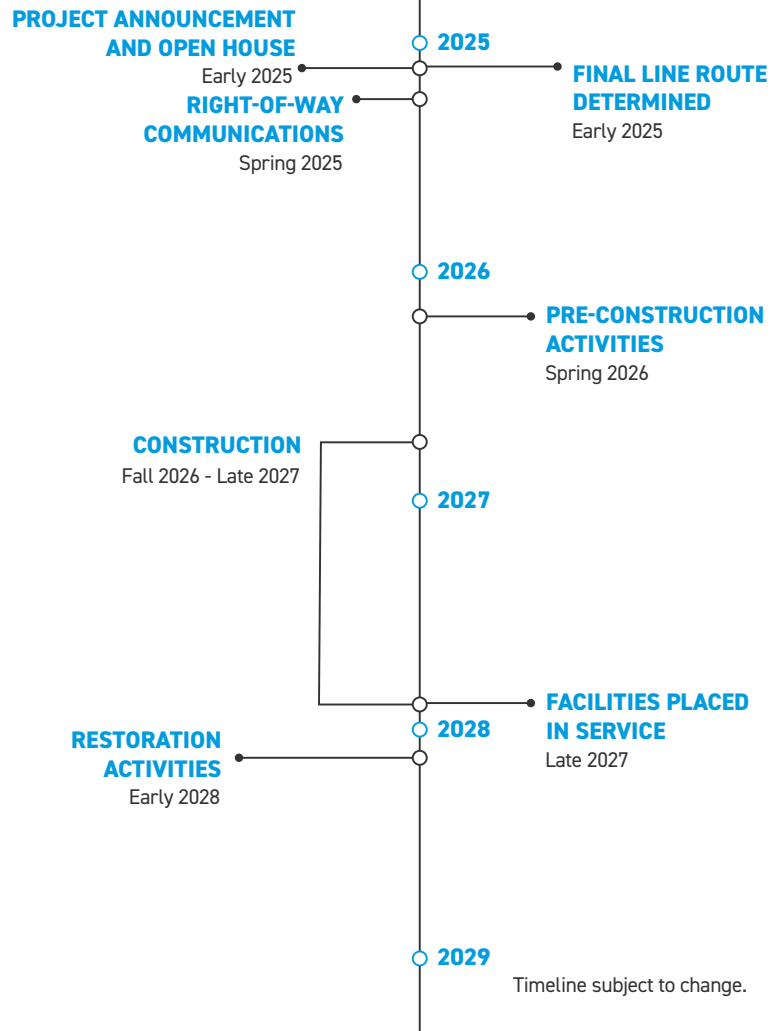 PROJECT ANNOUNCEMENT
AND OPEN HOUSE
Early 2025
2025
FINAL LINE ROUTE
DETERMINED
Early 2025
RIGHT-OF-WAY
COMMUNICATIONS
Spring 2025
2026
PRE-CONSTRUCTION
ACTIVITIES
Spring 2026
CONSTRUCTION
Fall 2026 - Late 2027
2027
FACILITIES PLACED
IN SERVICE
Late 2027
2028
RESTORATION
ACTIVITIES
Early 2028
2029
Timeline subject to change.